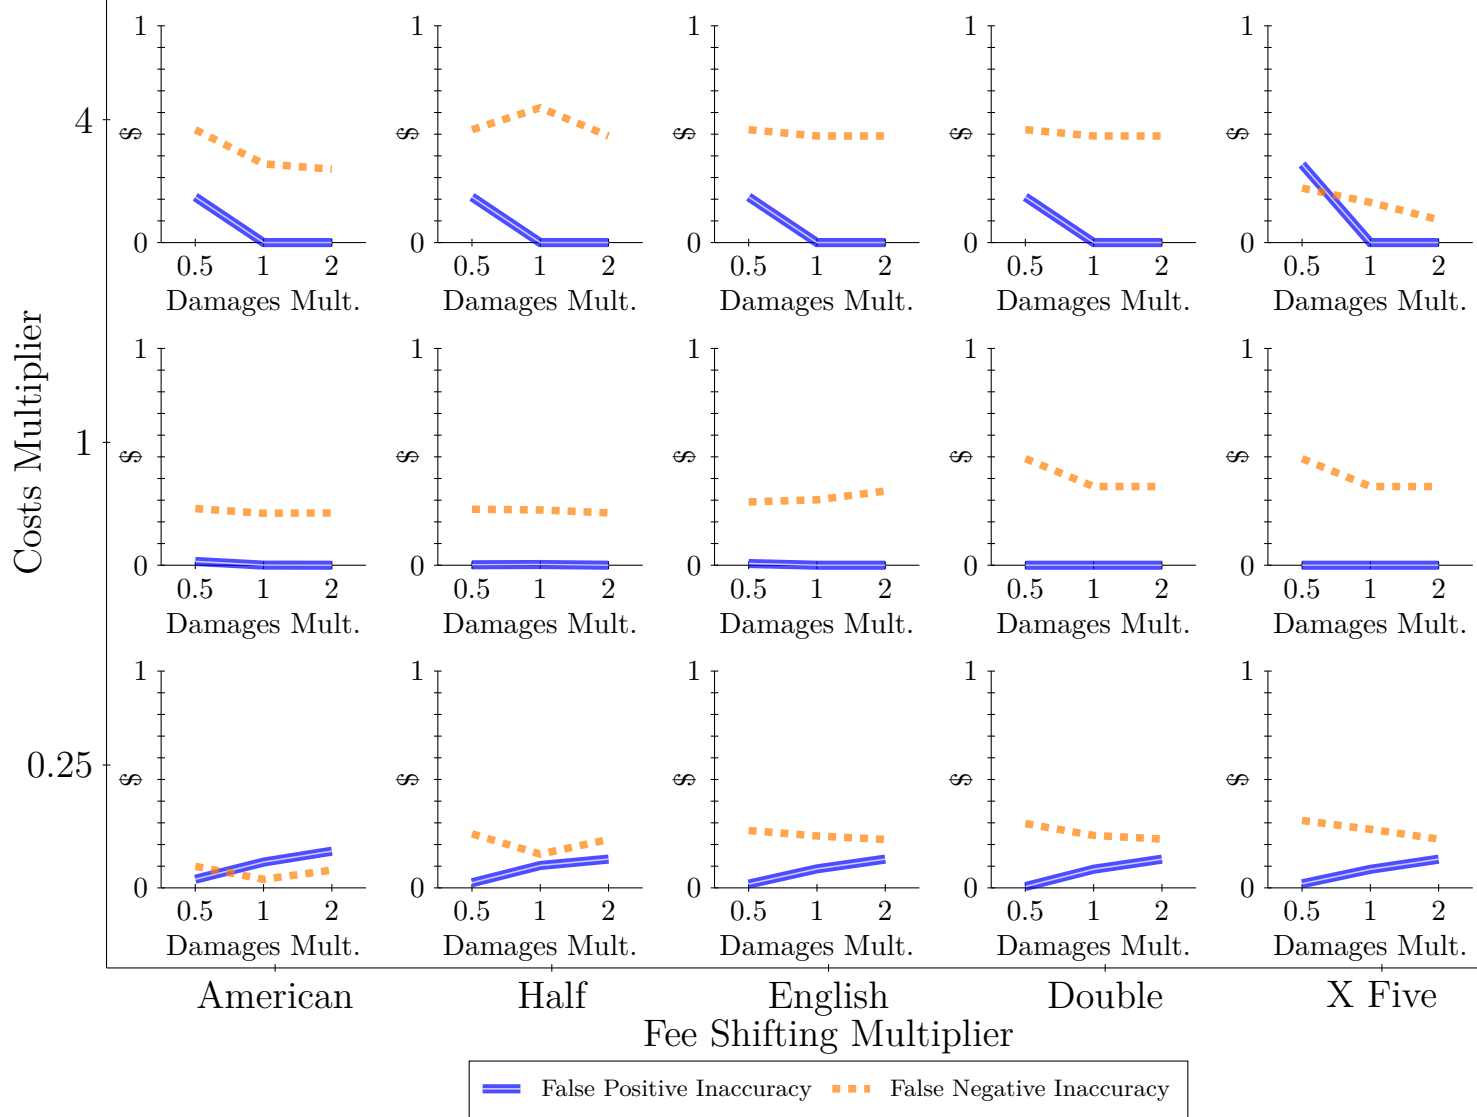 1 1 1 1 1
4 $ $ $ $ $
0 0 0 0 0
0.5 1 2 0.5 1 2 0.5 1 2 0.5 1 2 0.5 1 2
Damages Mult. Damages Mult. Damages Mult. Damages Mult. Damages Mult.
Costs Multiplier
1 1 1 1 1
1 $ $ $ $ $
0 0 0 0 0
0.5 1 2 0.5 1 2 0.5 1 2 0.5 1 2 0.5 1 2
Damages Mult. Damages Mult. Damages Mult. Damages Mult. Damages Mult.
1 1 1 1 1
0.25 $ $ $ $ $
0 0 0 0 0
0.5 1 2 0.5 1 2 0.5 1 2 0.5 1 2 0.5 1 2
Damages Mult. Damages Mult. Damages Mult. Damages Mult. Damages Mult.
American Half English Double X Five
Fee Shifting Multiplier
False Positive Inaccuracy False Negative Inaccuracy